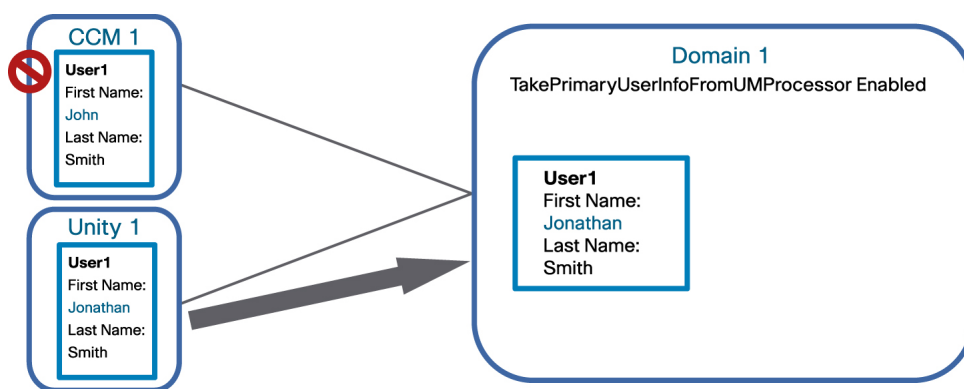 CCM 1
User1
First Name:
John
Last Name:
Smith
Unity 1
User1
First Name:
Jonathan
Last Name:
Smith
Domain 1
TakePrimaryUserInfoFromUMProcessor Enabled
User1
First Name:
Jonathan
Last Name:
Smith